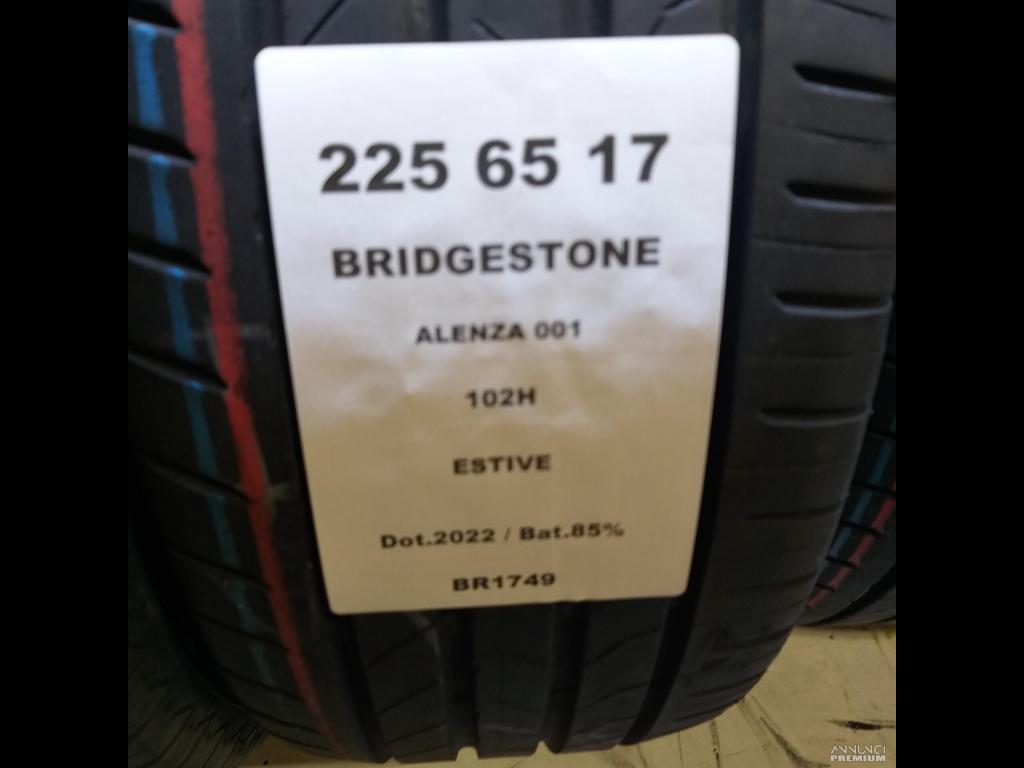 225 65 17
BRIDGESTONE
ALENZA 001
102H
ESTIVE
Dot.2022 / Bat.85%
BR1749
ANNUNCI
PREMIUM